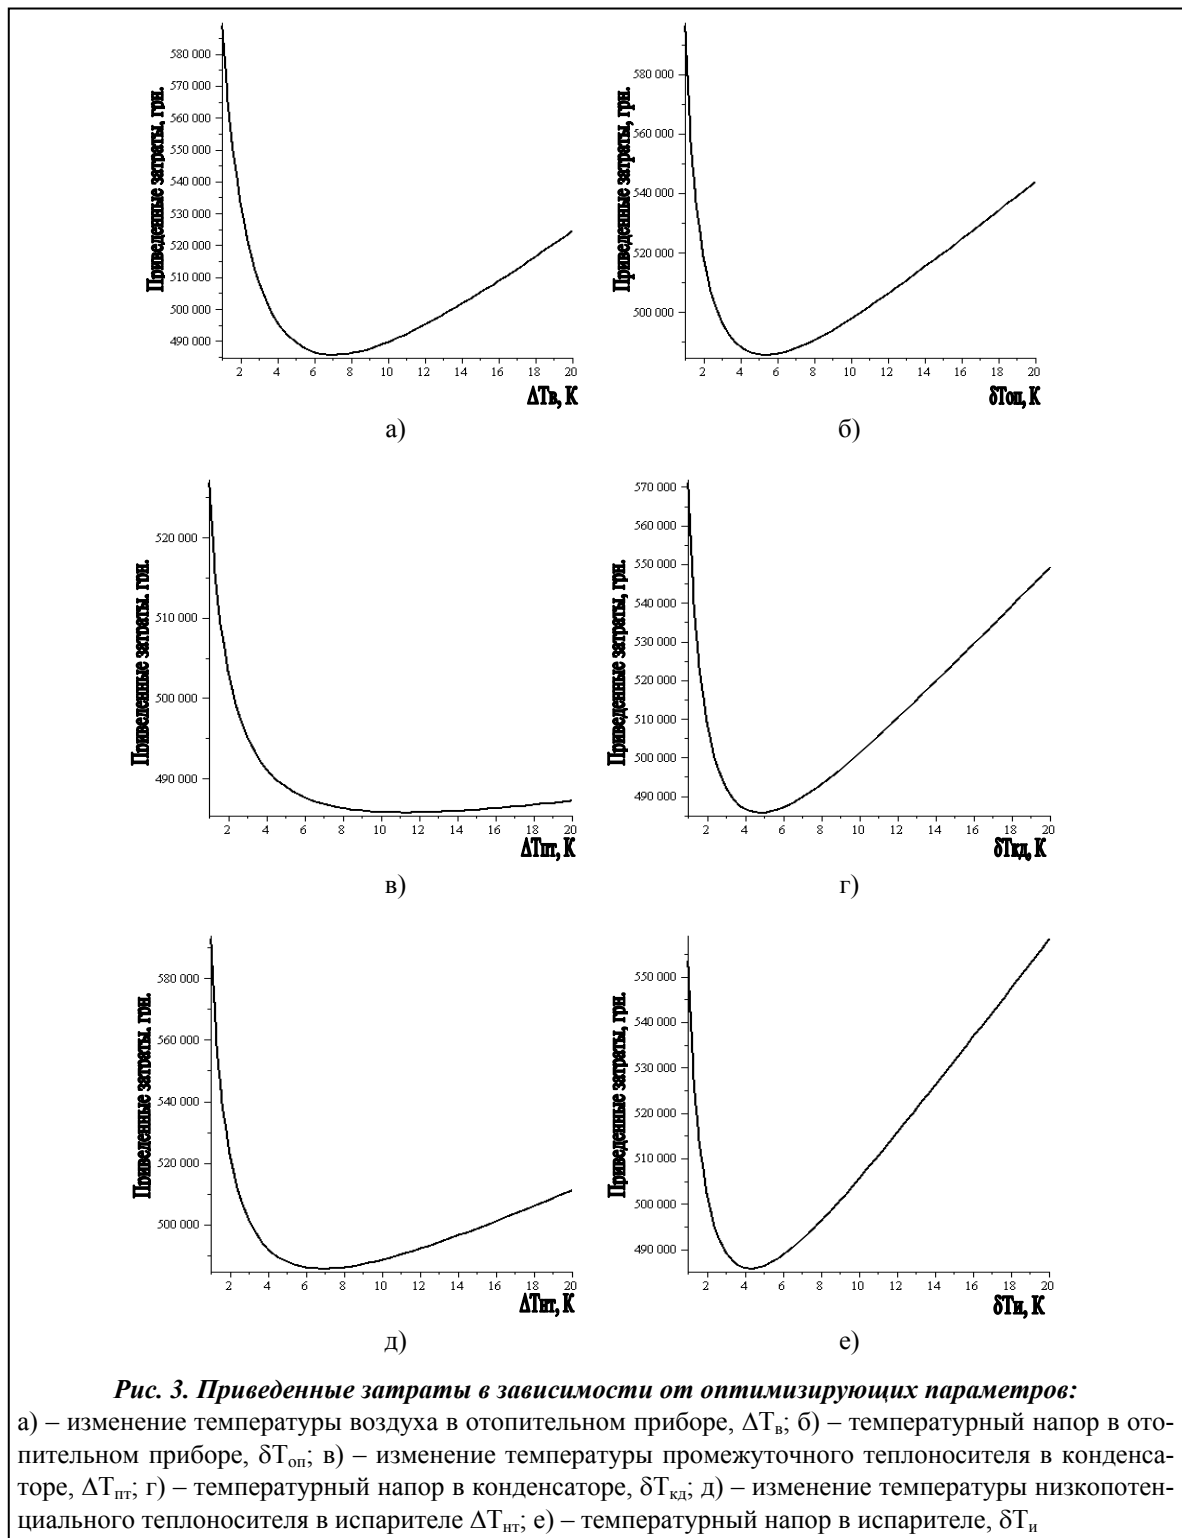 Приведенные затраты, грн.
580 000
570 000
560 000
550 000
540 000
530 000
520 000
510 000
500 000
490 000
2 4 6 8 10 12 14 16 18 20
ΔTв, K
а)
Приведенные затраты, грн.
580 000
560 000
540 000
520 000
500 000
2 4 6 8 10 12 14 16 18 20
δTоп, K
б)
Приведенные затраты. грн.
520 000
510 000
500 000
490 000
2 4 6 8 10 12 14 16 18 20
ΔTпт, K
в)
Приведенные затраты, грн.
570 000
560 000
550 000
540 000
530 000
520 000
510 000
500 000
490 000
2 4 6 8 10 12 14 16 18 20
δTкд, K
г)
Приведенные затраты. грн.
580 000
560 000
540 000
520 000
500 000
2 4 6 8 10 12 14 16 18 20
ΔTнт, K
д)
Приведенные затраты, грн.
550 000
540 000
530 000
520 000
510 000
500 000
490 000
2 4 6 8 10 12 14 16 18 20
δTи, K
е)
Рис. 3. Приведенные затраты в зависимости от оптимизирующих параметров:
а) – изменение температуры воздуха в отопительном приборе, ΔTв; б) – температурный напор в ото-
пительном приборе, δTоп; в) – изменение температуры промежуточного теплоносителя в конденса-
торе, ΔTпт; г) – температурный напор в конденсаторе, δTкд; д) – изменение температуры низкопотен-
циального теплоносителя в испарителе ΔTнт; е) – температурный напор в испарителе, δTи